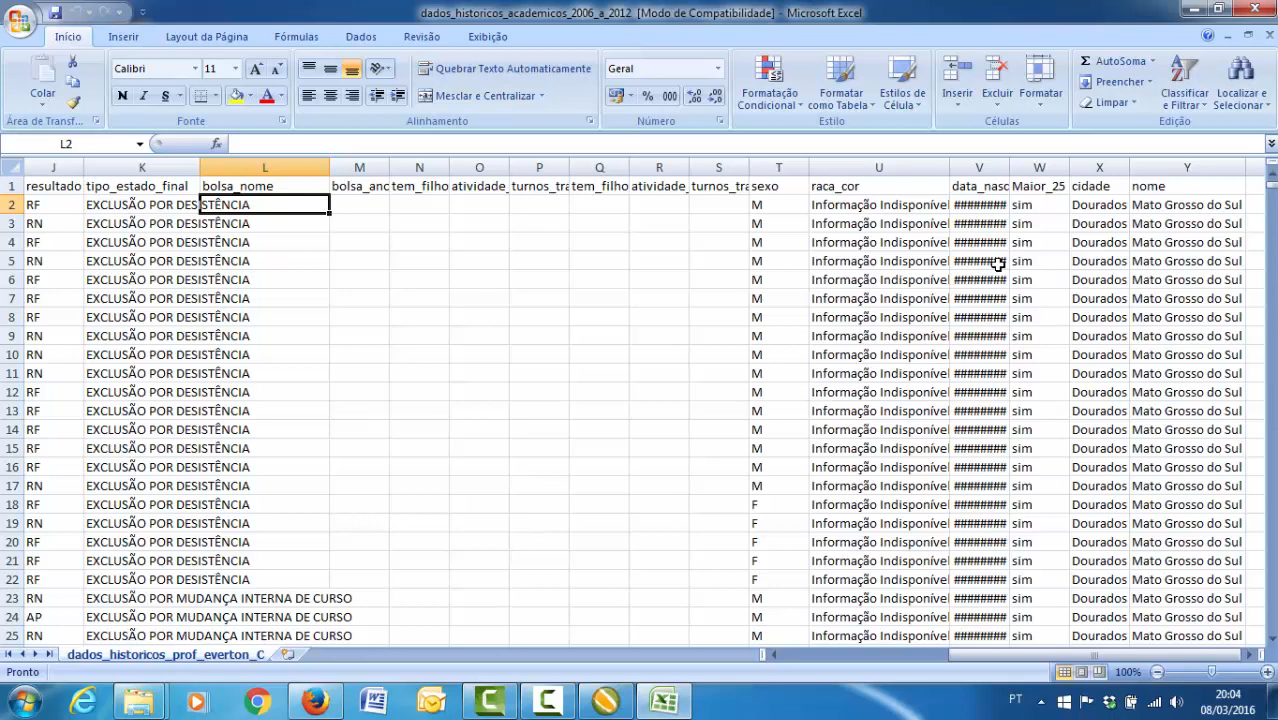 dados_historicos_academicos_2006_a_2012 [Modo de Compatibilidade] - Microsoft Excel
Início Inserir Layout da Página Fórmulas Dados Revisão Exibição
Colar Calibri 11 Quebrar Texto Automaticamente Geral Formatação Condicional Formatar como Tabela Estilos de Célula Inserir Excluir Formatar Σ AutoSoma Classificar e Filtrar Localizar e Selecionar
N I S Mesclar e Centralizar % 000 Preencher Limpar
Área de Transf... Fonte Alinhamento Número Estilo Células Edição
L2 fx
J K L M N O P Q R S T U V W X Y
1 resultado tipo_estado_final bolsa_nome bolsa_anc tem_filho atividade_ turnos_tra tem_filho atividade_ turnos_tra sexo raca_cor data_nasc Maior_25 cidade nome
2 RF EXCLUSÃO POR DESISTÊNCIA M Informação Indisponível ######## sim Dourados Mato Grosso do Sul
3 RN EXCLUSÃO POR DESISTÊNCIA M Informação Indisponível ######## sim Dourados Mato Grosso do Sul
4 RF EXCLUSÃO POR DESISTÊNCIA M Informação Indisponível ######## sim Dourados Mato Grosso do Sul
5 RN EXCLUSÃO POR DESISTÊNCIA M Informação Indisponível ######## sim Dourados Mato Grosso do Sul
6 RF EXCLUSÃO POR DESISTÊNCIA M Informação Indisponível ######## sim Dourados Mato Grosso do Sul
7 RF EXCLUSÃO POR DESISTÊNCIA M Informação Indisponível ######## sim Dourados Mato Grosso do Sul
8 RF EXCLUSÃO POR DESISTÊNCIA M Informação Indisponível ######## sim Dourados Mato Grosso do Sul
9 RN EXCLUSÃO POR DESISTÊNCIA M Informação Indisponível ######## sim Dourados Mato Grosso do Sul
10 RN EXCLUSÃO POR DESISTÊNCIA M Informação Indisponível ######## sim Dourados Mato Grosso do Sul
11 RN EXCLUSÃO POR DESISTÊNCIA M Informação Indisponível ######## sim Dourados Mato Grosso do Sul
12 RF EXCLUSÃO POR DESISTÊNCIA M Informação Indisponível ######## sim Dourados Mato Grosso do Sul
13 RF EXCLUSÃO POR DESISTÊNCIA M Informação Indisponível ######## sim Dourados Mato Grosso do Sul
14 RF EXCLUSÃO POR DESISTÊNCIA M Informação Indisponível ######## sim Dourados Mato Grosso do Sul
15 RF EXCLUSÃO POR DESISTÊNCIA M Informação Indisponível ######## sim Dourados Mato Grosso do Sul
16 RF EXCLUSÃO POR DESISTÊNCIA M Informação Indisponível ######## sim Dourados Mato Grosso do Sul
17 RN EXCLUSÃO POR DESISTÊNCIA M Informação Indisponível ######## sim Dourados Mato Grosso do Sul
18 RF EXCLUSÃO POR DESISTÊNCIA F Informação Indisponível ######## sim Dourados Mato Grosso do Sul
19 RN EXCLUSÃO POR DESISTÊNCIA F Informação Indisponível ######## sim Dourados Mato Grosso do Sul
20 RF EXCLUSÃO POR DESISTÊNCIA F Informação Indisponível ######## sim Dourados Mato Grosso do Sul
21 RF EXCLUSÃO POR DESISTÊNCIA F Informação Indisponível ######## sim Dourados Mato Grosso do Sul
22 RF EXCLUSÃO POR DESISTÊNCIA F Informação Indisponível ######## sim Dourados Mato Grosso do Sul
23 RN EXCLUSÃO POR MUDANÇA INTERNA DE CURSO M Informação Indisponível ######## sim Dourados Mato Grosso do Sul
24 AP EXCLUSÃO POR MUDANÇA INTERNA DE CURSO M Informação Indisponível ######## sim Dourados Mato Grosso do Sul
25 RN EXCLUSÃO POR MUDANÇA INTERNA DE CURSO M Informação Indisponível ######## sim Dourados Mato Grosso do Sul
dados_historicos_prof_everton_C
Pronto 100%
PT 20:04
08/03/2016